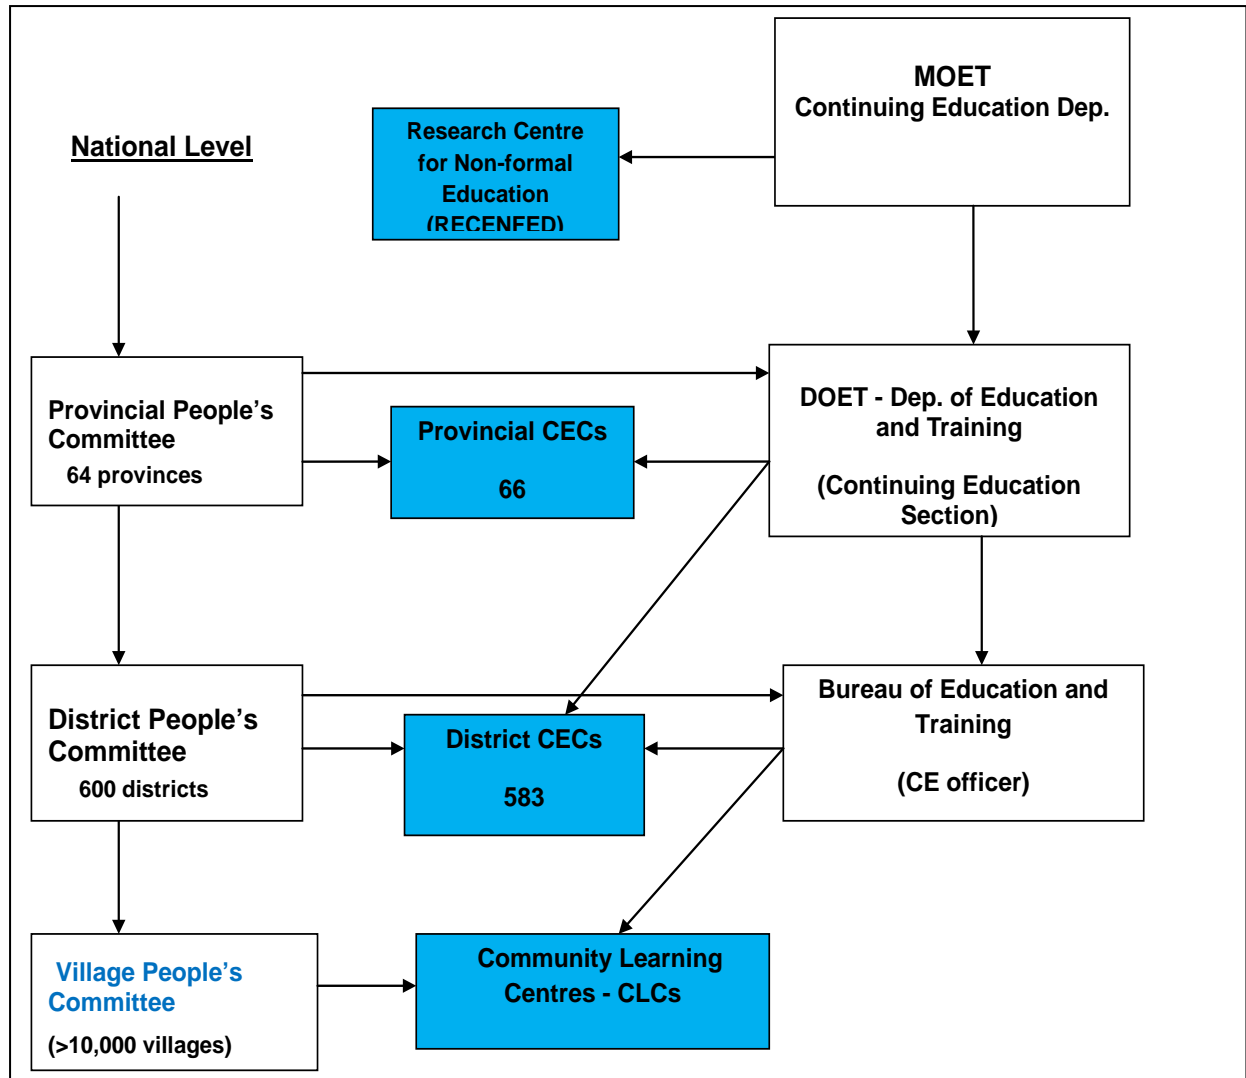 MOET
Continuing Education Dep.
National Level
Research Centre
for Non-formal
Education
(RECENFED)
Provincial People's
Committee
64 provinces
Provincial CECs
66
DOET - Dep. of Education
and Training
(Continuing Education
Section)
District People's
Committee
600 districts
District CECs
583
Bureau of Education and
Training
(CE officer)
Village People's
Committee
(>10,000 villages)
Community Learning
Centres - CLCs